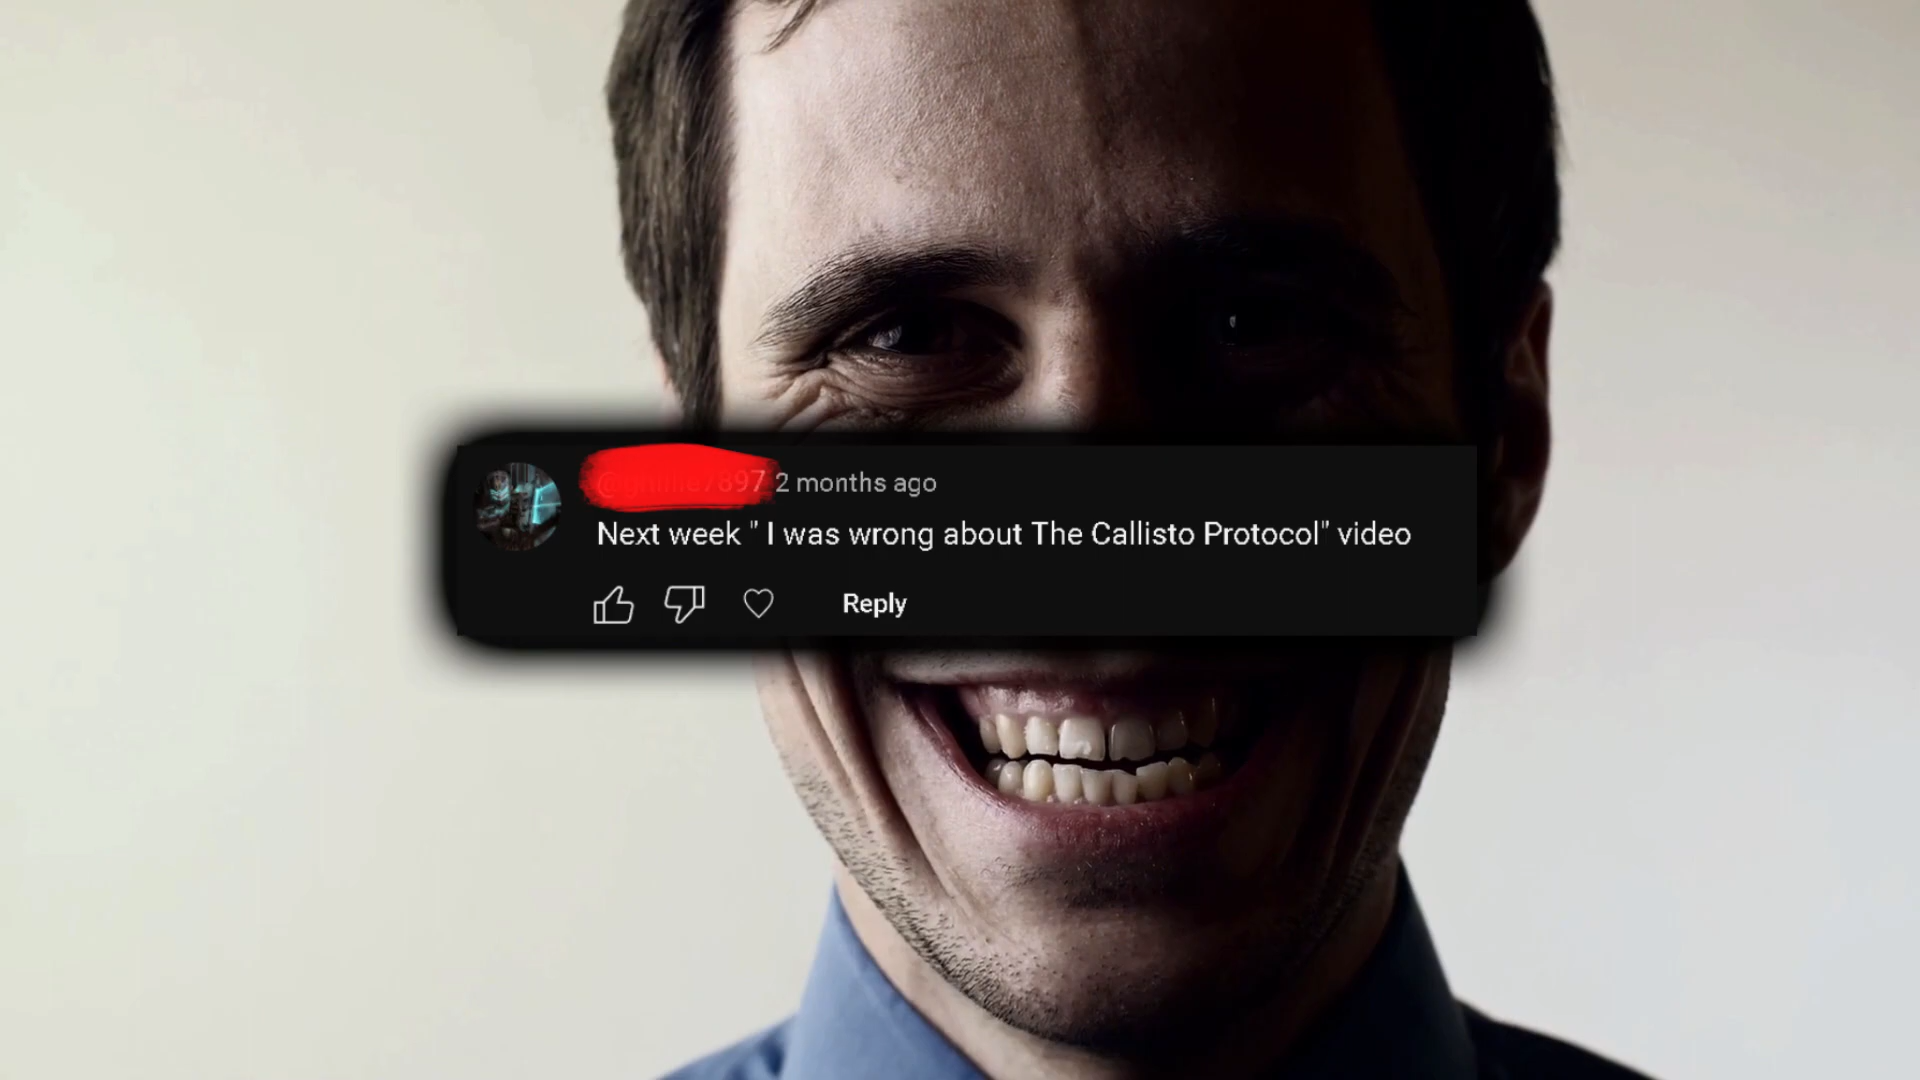 2 months ago
Next week " I was wrong about The Callisto Protocol" video
Reply